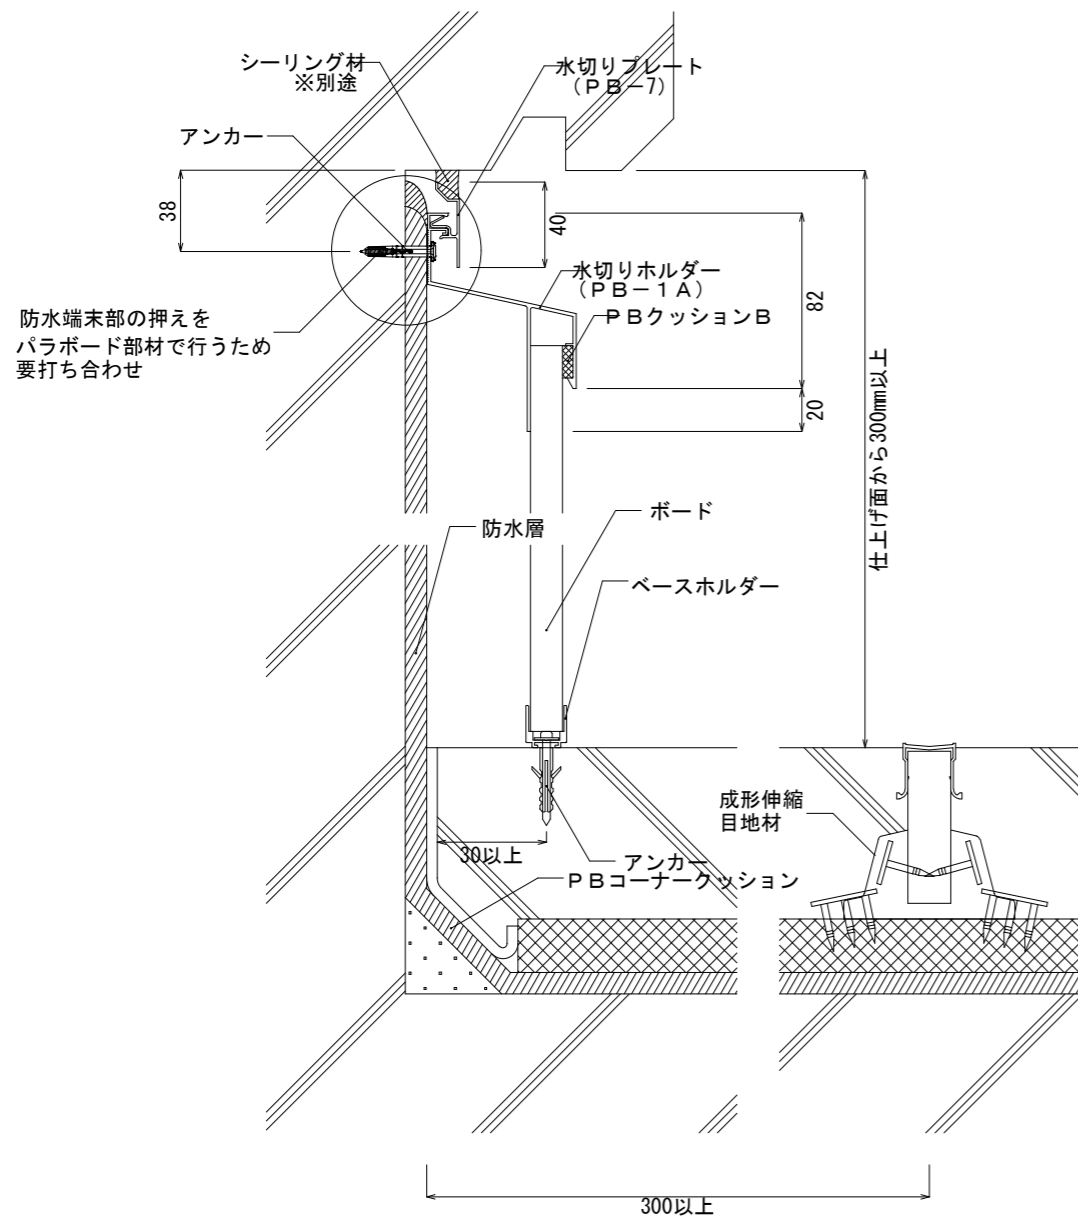 シーリング材
※別途
水切りプレート
(PB-7)
アンカー
38
40
水切りホルダー
(PB-1A)
PBクッションB
82
防水端末部の押えを
パラボード部材で行うため
要打ち合わせ
20
仕上げ面から300㎜以上
ボード
防水層
ベースホルダー
成形伸縮
目地材
30以上
アンカー
PBコーナークッション
300以上